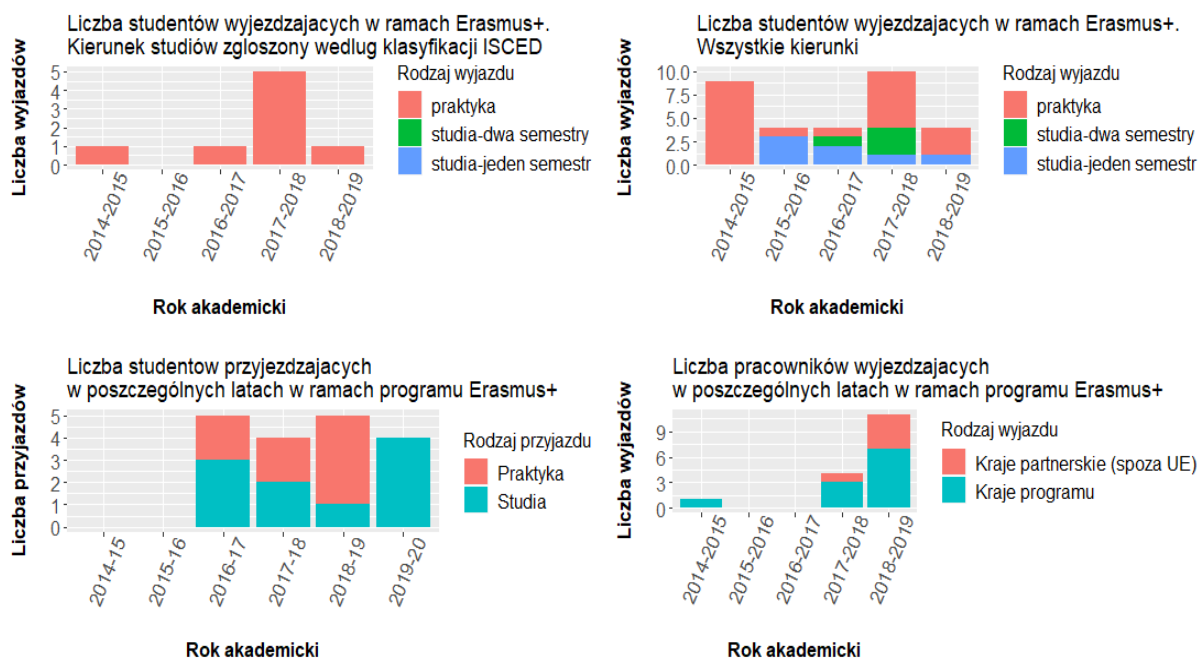 Liczba studentów wyjezdzajacych w ramach Erasmus+.
Kierunek studiów zgloszony wedlug klasyfikacji ISCED
Liczba wyjazdów
5
4
3
2
1
0
2014-2015
2015-2016
2016-2017
2017-2018
2018-2019
Rok akademicki
Rodzaj wyjazdu
praktyka
studia-dwa semestry
studia-jeden semestr
Liczba studentów wyjezdzajacych w ramach Erasmus+.
Wszystkie kierunki
Liczba wyjazdów
10.0
7.5
5.0
2.5
0.0
2014-2015
2015-2016
2016-2017
2017-2018
2018-2019
Rok akademicki
Rodzaj wyjazdu
praktyka
studia-dwa semestry
studia-jeden semestr
Liczba studentow przyjezdzajacych
w poszczególnych latach w ramach programu Erasmus+
Liczba przyjazdów
5
4
3
2
1
0
2014-15
2015-16
2016-17
2017-18
2018-19
2019-20
Rok akademicki
Rodzaj przyjazdu
Praktyka
Studia
Liczba pracowników wyjezdzajacych
w poszczególnych latach w ramach programu Erasmus+
Liczba wyjazdów
9
6
3
0
2014-2015
2015-2016
2016-2017
2017-2018
2018-2019
Rok akademicki
Rodzaj wyjazdu
Kraje partnerskie (spoza UE)
Kraje programu